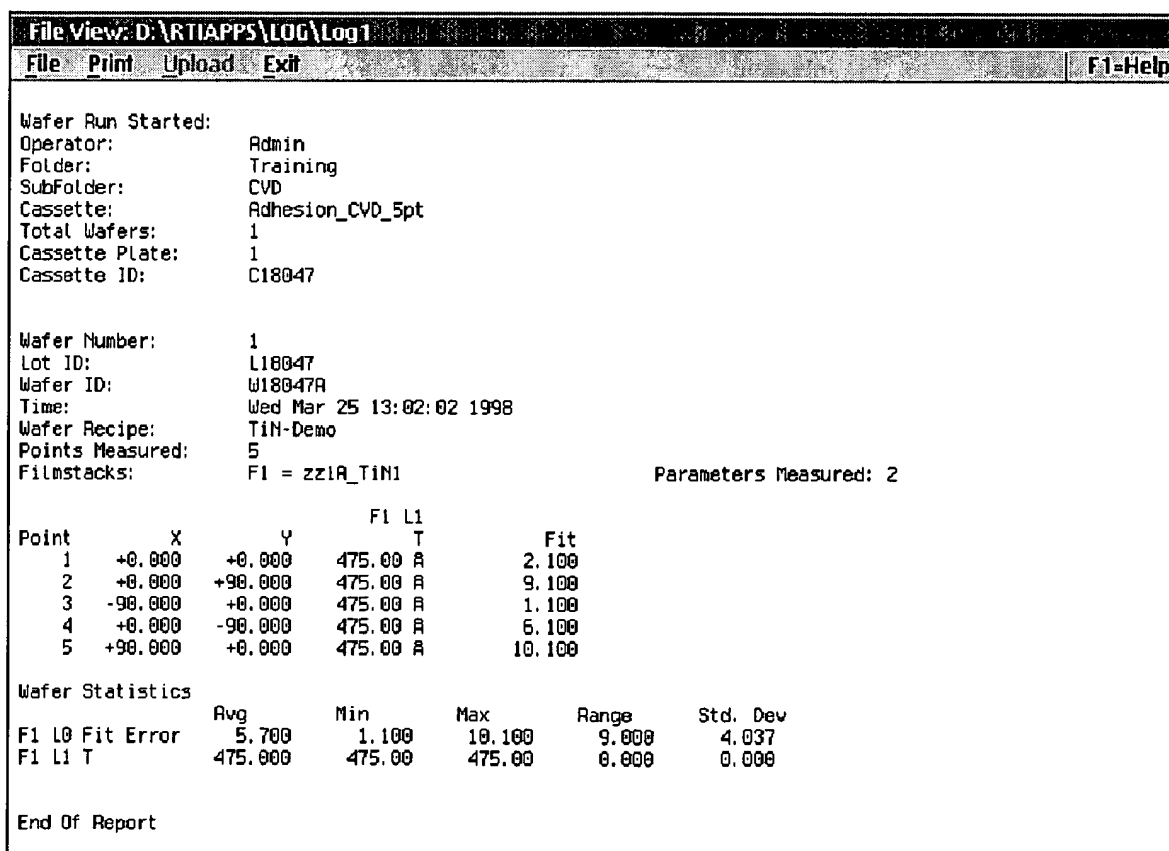 File View: D:\RTIAPPS\LOG\Log1
File Print Upload Exit F1=Help
Wafer Run Started:
Operator: Admin
Folder: Training
SubFolder: CVD
Cassette: Adhesion_CVD_5pt
Total Wafers: 1
Cassette Plate: 1
Cassette ID: C18047
Wafer Number: 1
Lot ID: L18047
Wafer ID: W18047A
Time: Wed Mar 25 13:02:02 1998
Wafer Recipe: TiN-Demo
Points Measured: 5
Filmstacks: F1 = zz1A_TiN1 Parameters Measured: 2
F1 L1
Point X Y T Fit
1 +0.000 +0.000 475.00 A 2.100
2 +0.000 +90.000 475.00 A 9.100
3 -90.000 +0.000 475.00 A 1.100
4 +0.000 -90.000 475.00 A 6.100
5 +90.000 +0.000 475.00 A 10.100
Wafer Statistics
Avg Min Max Range Std. Dev
F1 L0 Fit Error 5.700 1.100 10.100 9.000 4.037
F1 L1 T 475.000 475.00 475.00 0.000 0.000
End Of Report